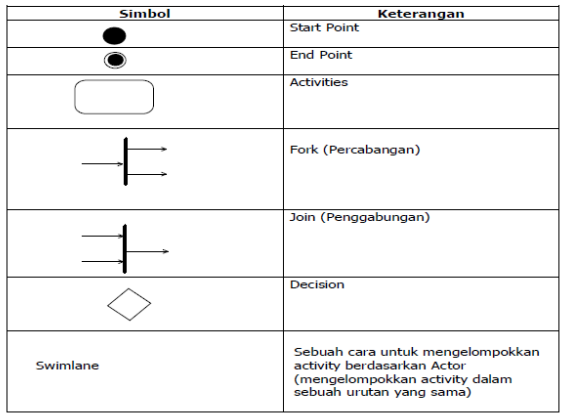 Simbol
Keterangan
Start Point
End Point
Activities
Fork (Percabangan)
Join (Penggabungan)
Decision
Swimlane
Sebuah cara untuk mengelompokkan
activity berdasarkan Actor
(mengelompokkan activity dalam
sebuah urutan yang sama)